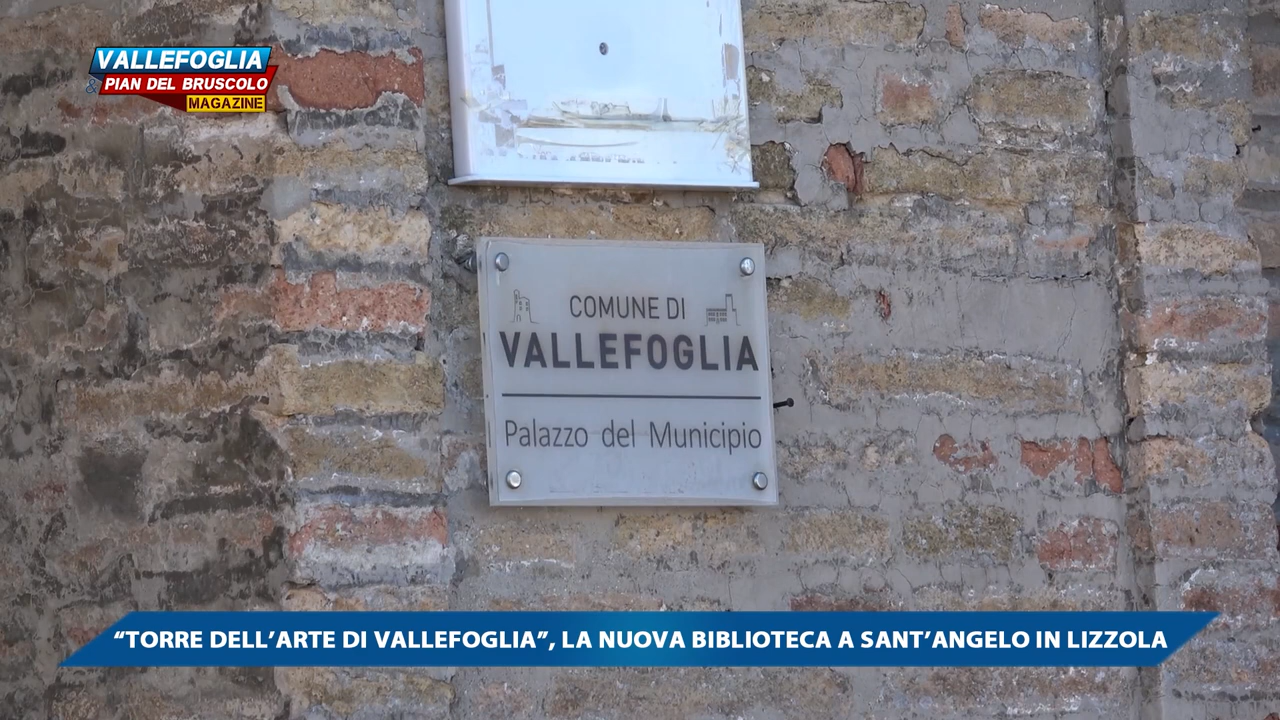 VALLEFOGLIA
& PIAN DEL BRUSCOLO
MAGAZINE
COMUNE DI
VALLEFOGLIA
Palazzo del Municipio
“TORRE DELL’ARTE DI VALLEFOGLIA”, LA NUOVA BIBLIOTECA A SANT’ANGELO IN LIZZOLA